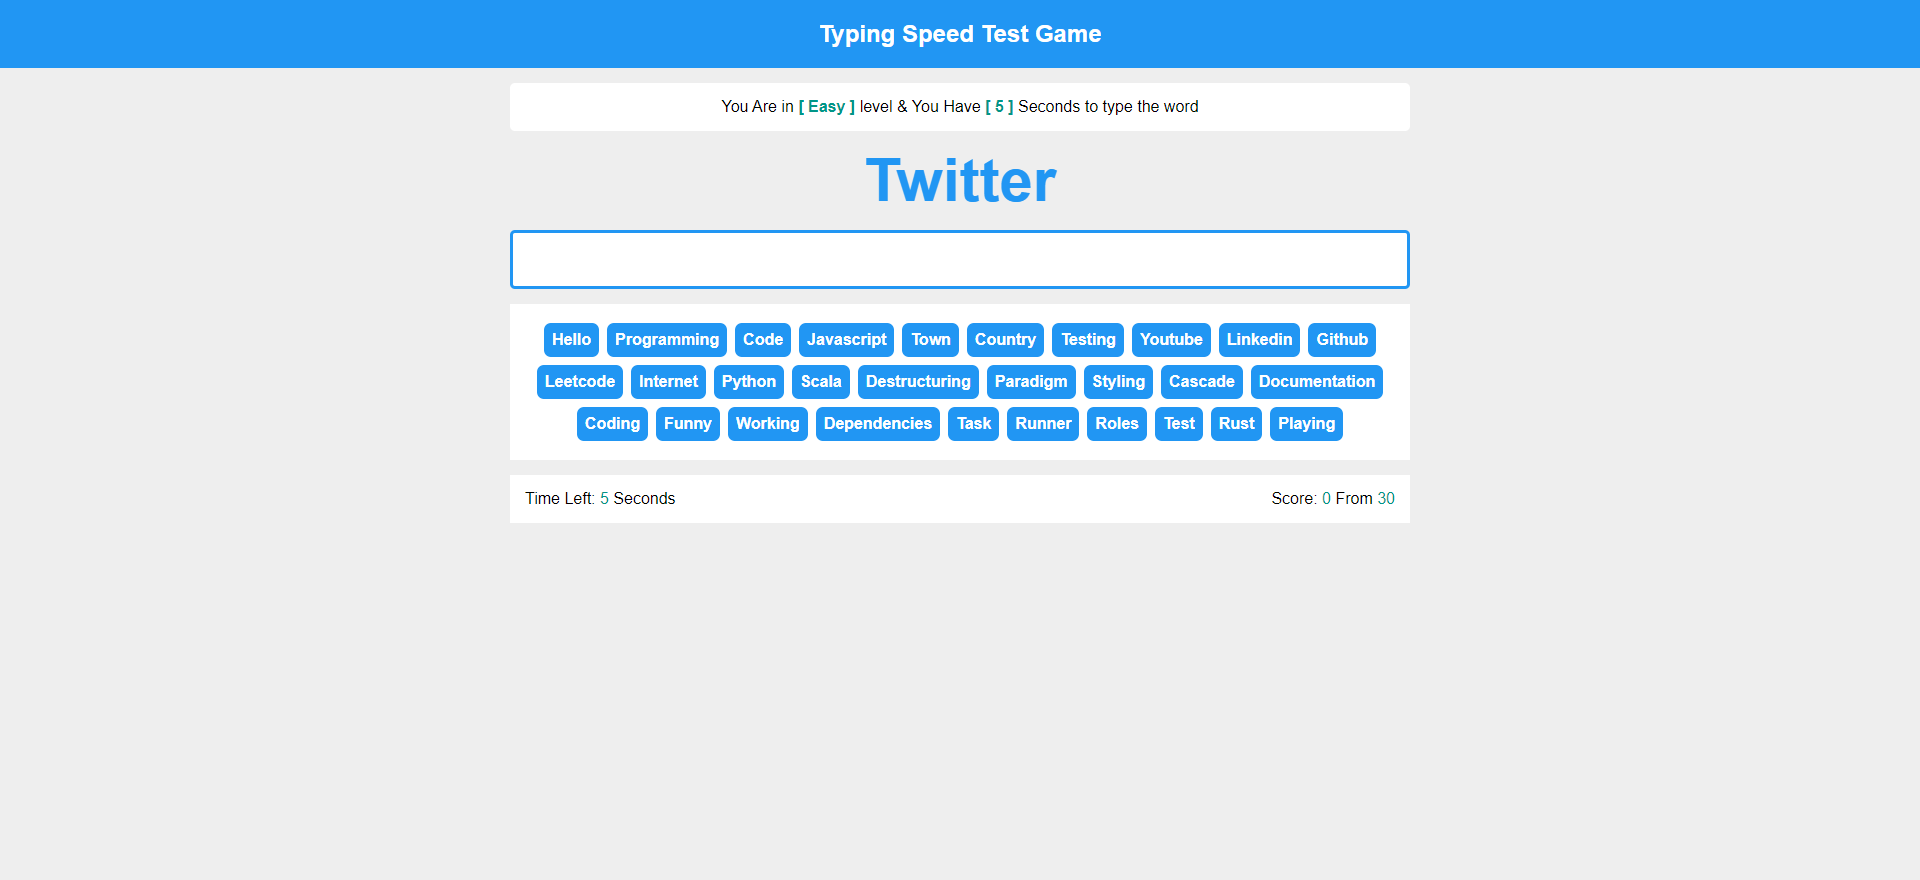 Typing Speed Test Game
You Are in [ Easy ] level & You Have [ 5 ] Seconds to type the word
Twitter
Hello Programming Code Javascript Town Country Testing Youtube Linkedin Github
Leetcode Internet Python Scala Destructuring Paradigm Styling Cascade Documentation
Coding Funny Working Dependencies Task Runner Roles Test Rust Playing
Time Left: 5 Seconds Score: 0 From 30